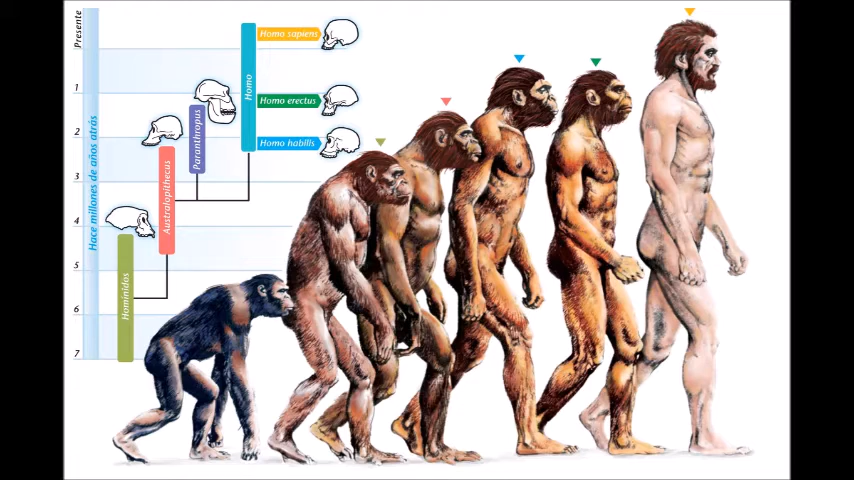 Presente
1
2
3
4
5
6
7
Hace millones de años atrás
Hominidos
Australopithecus
Paranthropus
Homo
Homo sapiens
Homo erectus
Homo habilis